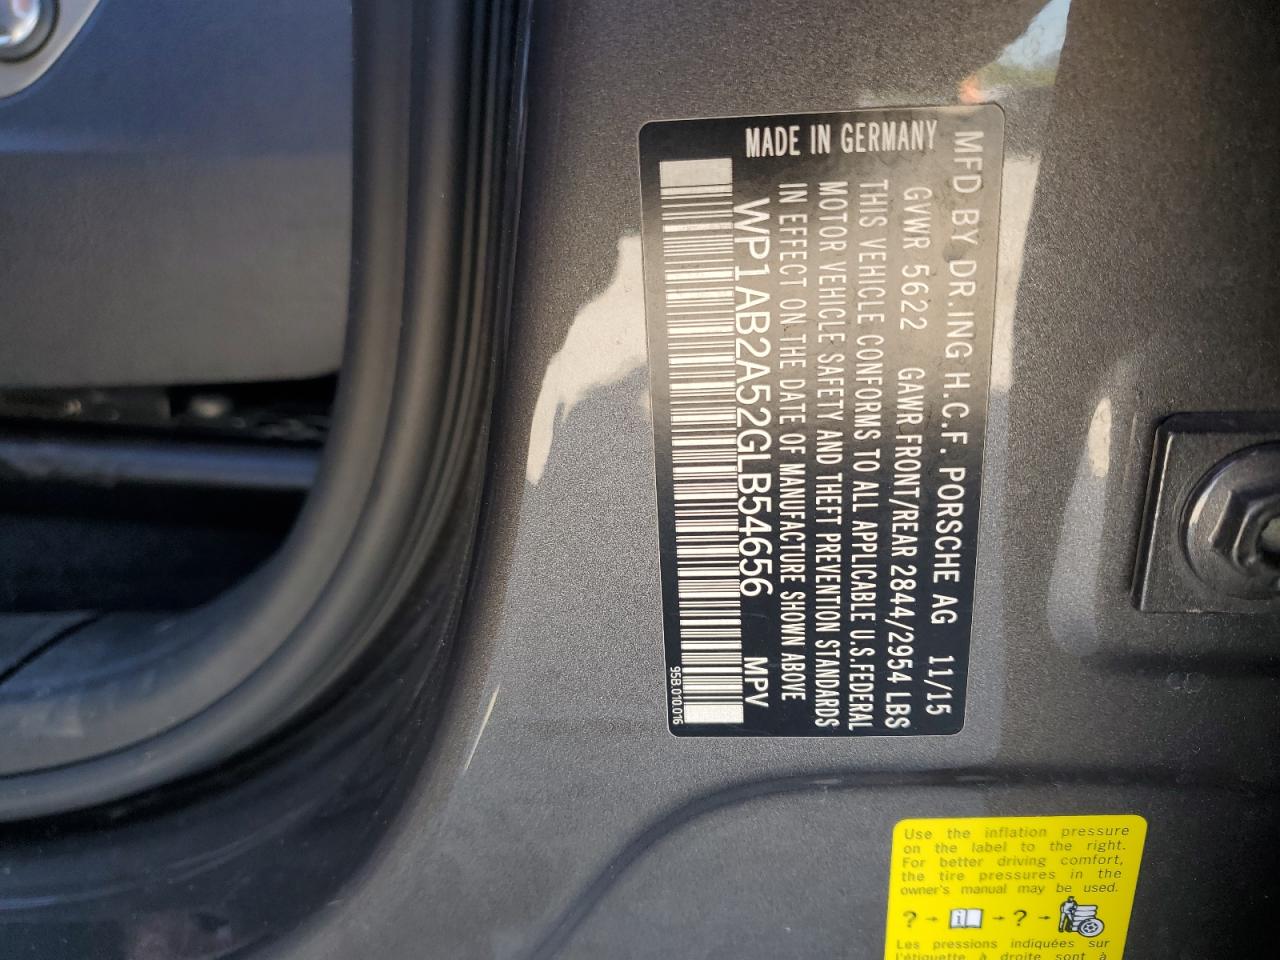 MFD BY DR.ING H.C.F. PORSCHE AG 11/15
GVWR 5622 GAWR FRONT/REAR 2844/2954 LBS
THIS VEHICLE CONFORMS TO ALL APPLICABLE U.S.FEDERAL
MOTOR VEHICLE SAFETY AND THEFT PREVENTION STANDARDS
IN EFFECT ON THE DATE OF MANUFACTURE SHOWN ABOVE
WP1AB2A52GLB54656 MPV
MADE IN GERMANY
95B.010.016
Use the inflation pressure
on the label to the right.
For better driving comfort,
the tire pressures in the
owner's manual may be used.
? → i → ? →
Les pressions indiquées sur
l'étiquette à droite sont à